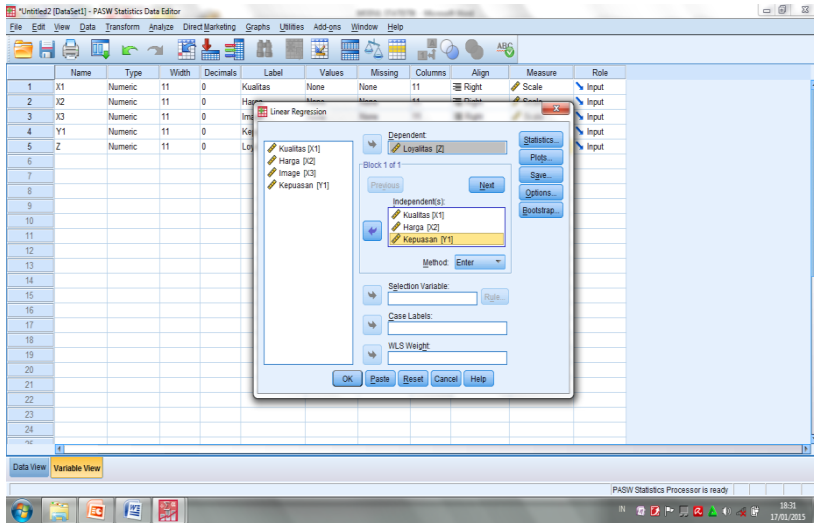 *Untitled2 [DataSet1] - PASW Statistics Data Editor
File Edit View Data Transform Analyze Direct Marketing Graphs Utilities Add-ons Window Help
Name Type Width Decimals Label Values Missing Columns Align Measure Role
1 X1 Numeric 11 0 Kualitas None None 11 Right Scale Input
2 X2 Numeric 11 0 Harga None None 11 Right Scale Input
3 X3 Numeric 11 0 Input
4 Y1 Numeric 11 0 Input
5 Z Numeric 11 0 Input
6
7
8
9
10
11
12
13
14
15
16
17
18
19
20
21
22
23
24
Linear Regression
Kualitas [X1]
Harga [X2]
Image [X3]
Kepuasan [Y1]
Dependent:
Loyalitas [Z]
Block 1 of 1
Previous Next
Independent(s):
Kualitas [X1]
Harga [X2]
Kepuasan [Y1]
Method: Enter
Selection Variable:
Rule...
Case Labels:
WLS Weight:
Statistics...
Plots...
Save...
Options...
Bootstrap...
OK Paste Reset Cancel Help
Data View Variable View
PASW Statistics Processor is ready
IN
18:31
17/01/2015